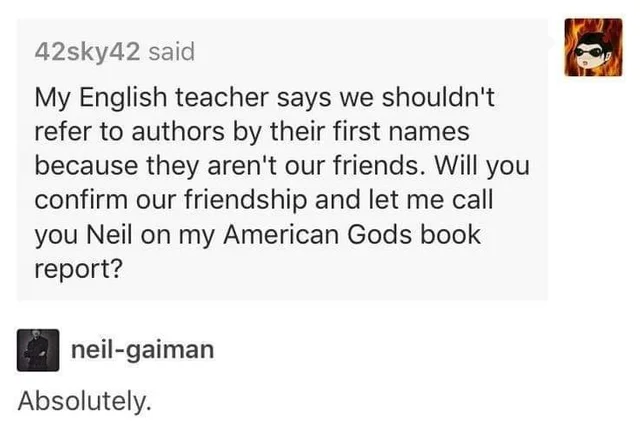 42sky42 said
My English teacher says we shouldn't
refer to authors by their first names
because they aren't our friends. Will you
confirm our friendship and let me call
you Neil on my American Gods book
report?
neil-gaiman
Absolutely.